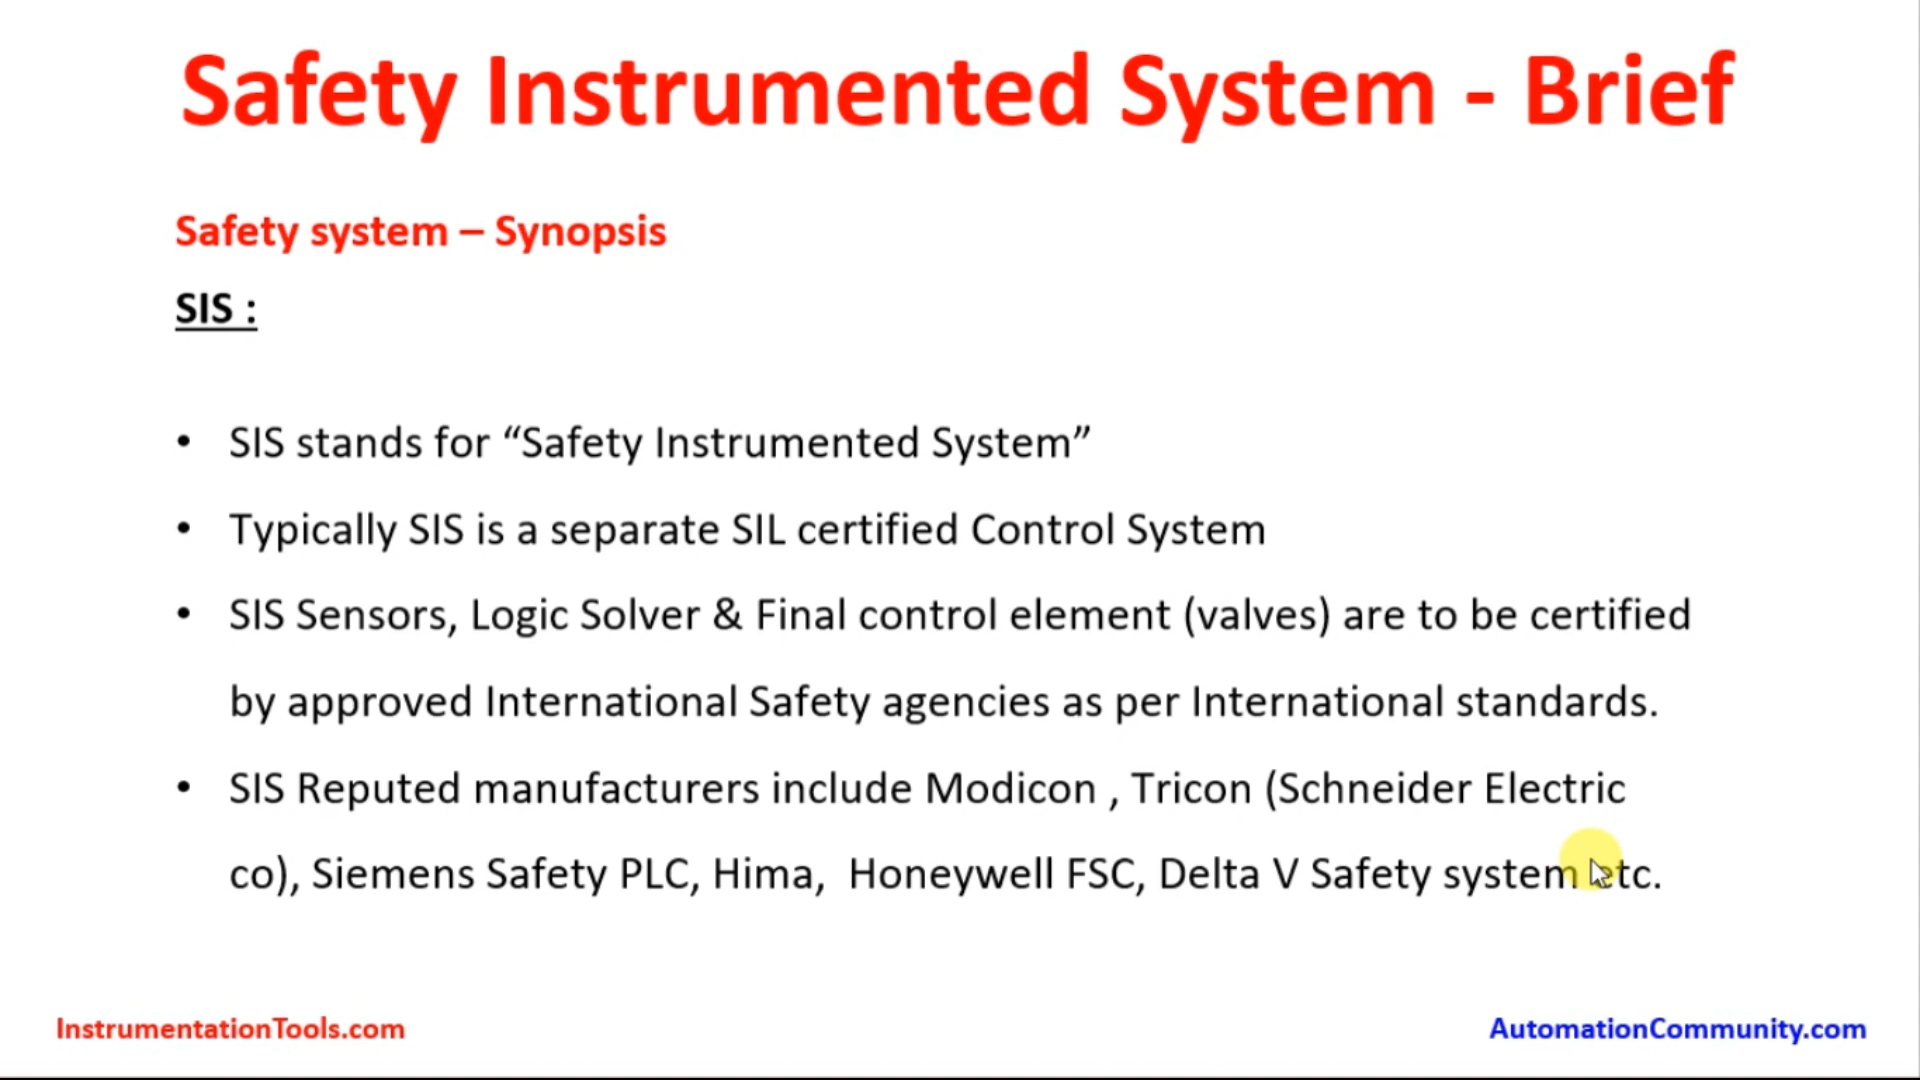 Safety Instrumented System - Brief
Safety system – Synopsis
SIS :
• SIS stands for “Safety Instrumented System”
• Typically SIS is a separate SIL certified Control System
• SIS Sensors, Logic Solver & Final control element (valves) are to be certified
by approved International Safety agencies as per International standards.
• SIS Reputed manufacturers include Modicon , Tricon (Schneider Electric
co), Siemens Safety PLC, Hima,  Honeywell FSC, Delta V Safety system etc.
InstrumentationTools.com
AutomationCommunity.com